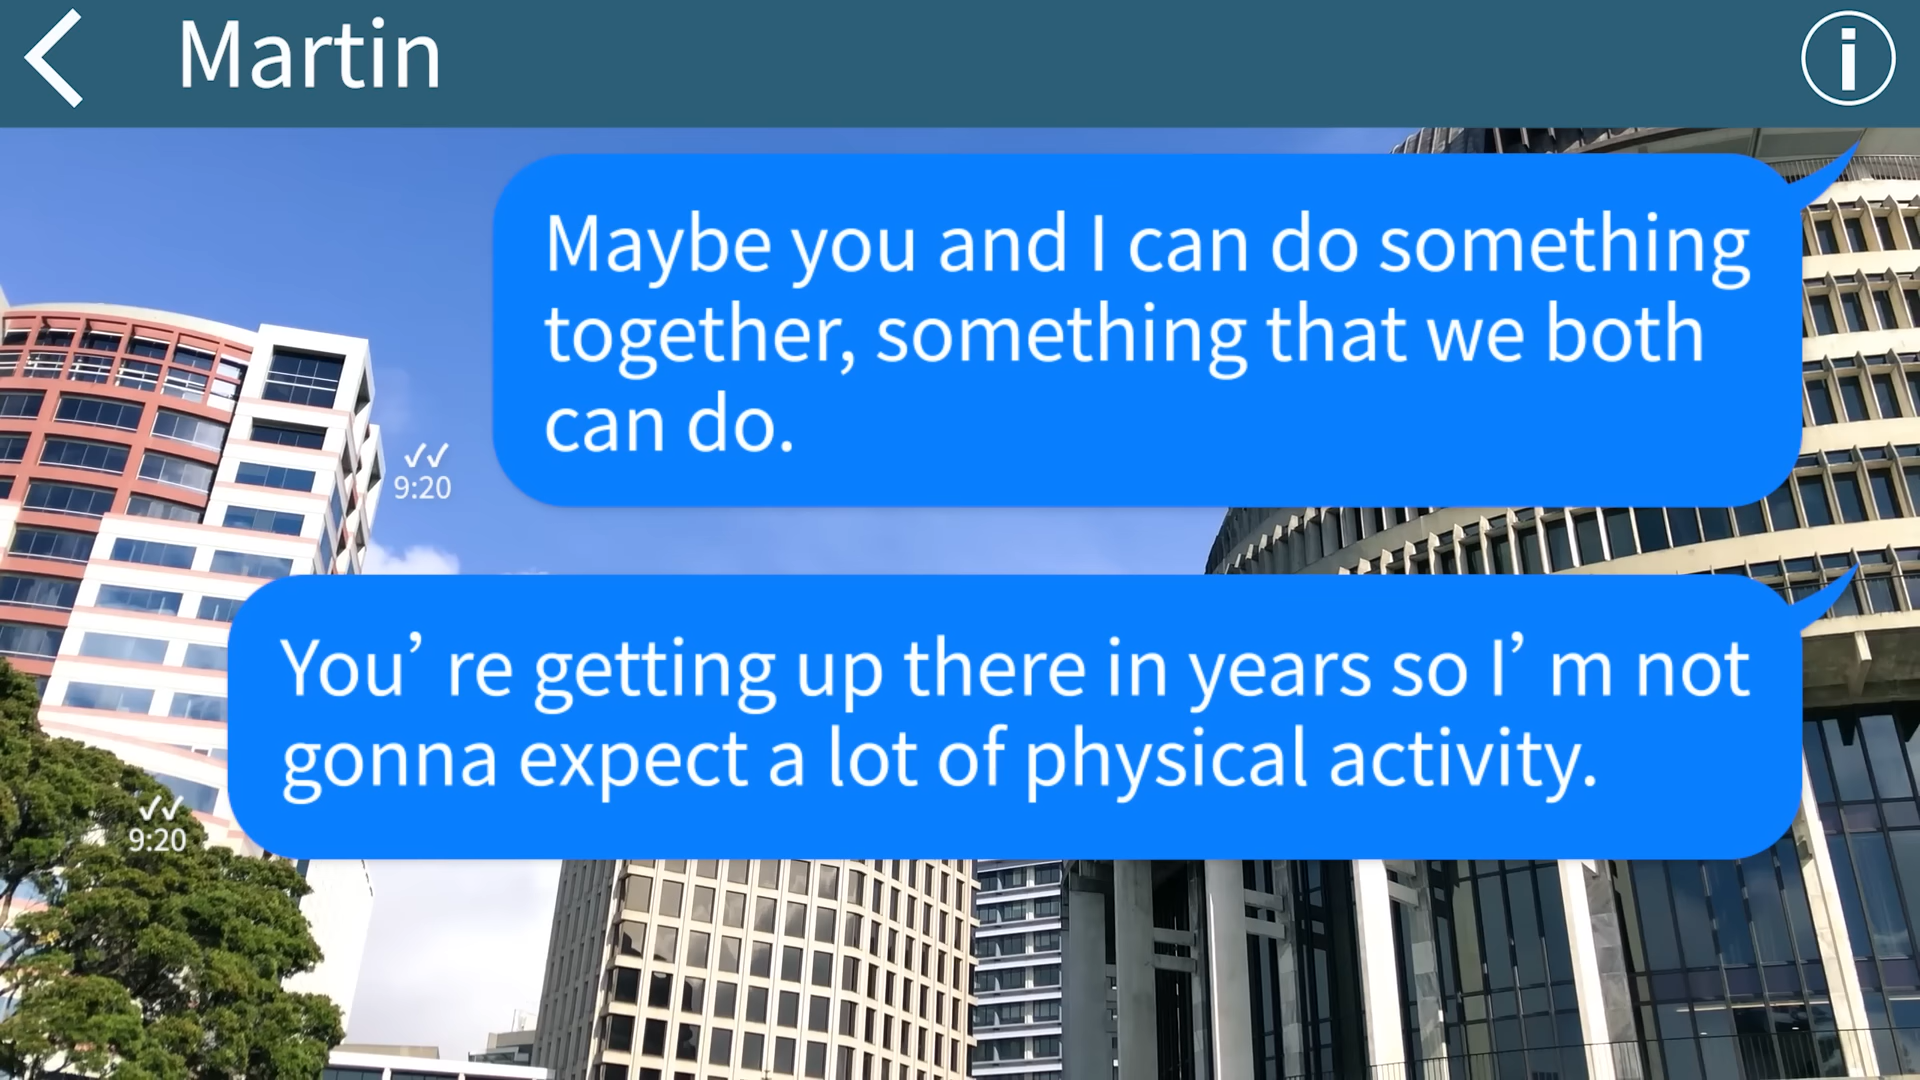 Martin
Maybe you and I can do something
together, something that we both
can do.
9:20
You’re getting up there in years so I’m not
gonna expect a lot of physical activity.
9:20